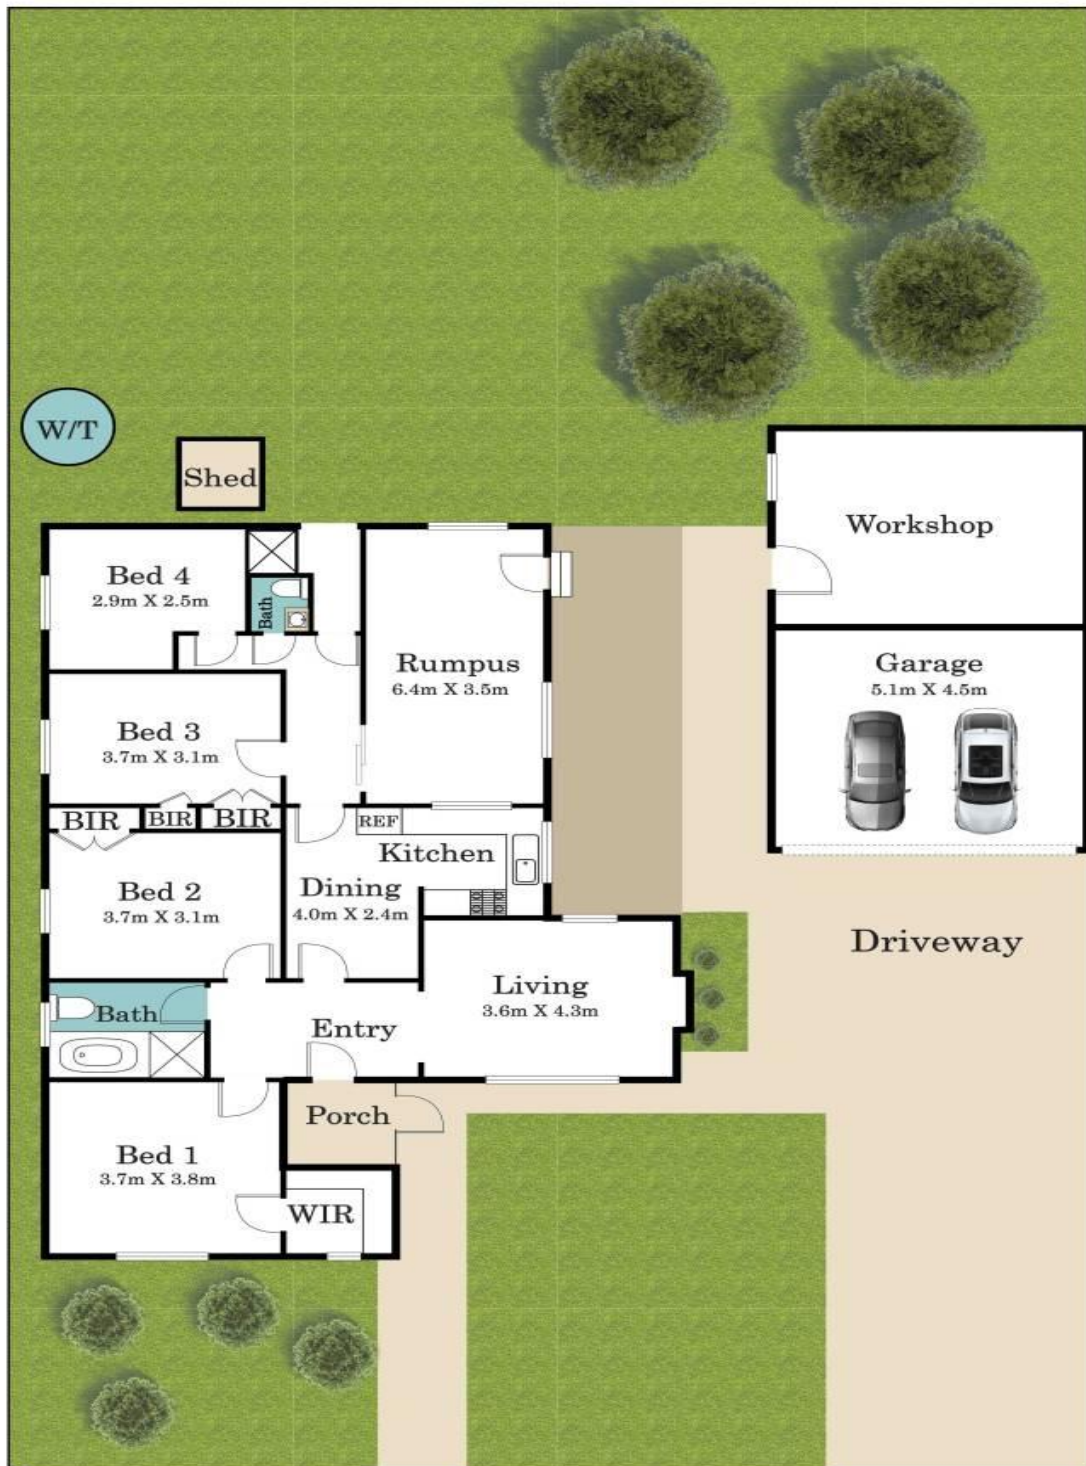 W/T
Shed
Workshop
Bed 4
2.9m X 2.5m
Bath
Rumpus
6.4m X 3.5m
Garage
5.1m X 4.5m
Bed 3
3.7m X 3.1m
BIR
BIR
BIR
REF
Kitchen
Bed 2
3.7m X 3.1m
Dining
4.0m X 2.4m
Driveway
Living
3.6m X 4.3m
Bath
Entry
Porch
Bed 1
3.7m X 3.8m
WIR